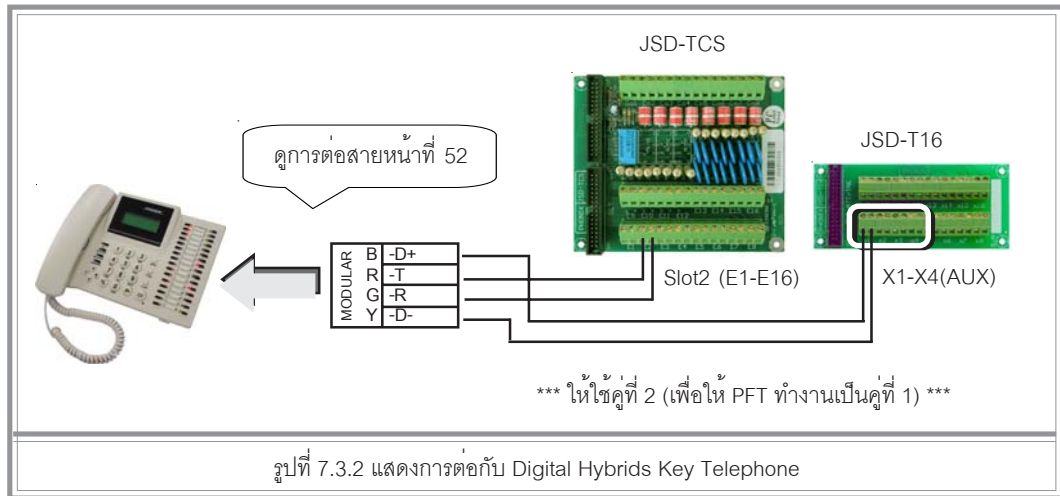 JSD-TCS
JSD-T16
ดูการต่อสายหน้าที่ 52
MODULAR
B -D+
R -T
G -R
Y -D-
Slot2 (E1-E16)
X1-X4(AUX)
*** ให้ใช้คู่ที่ 2 (เพื่อให้ PFT ทำงานเป็นคู่ที่ 1) ***
รูปที่ 7.3.2 แสดงการต่อกับ Digital Hybrids Key Telephone